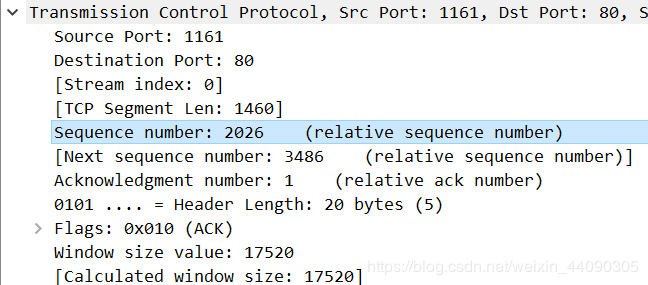 Transmission Control Protocol, Src Port: 1161, Dst Port: 80, S
Source Port: 1161
Destination Port: 80
[Stream index: 0]
[TCP Segment Len: 1460]
Sequence number: 2026    (relative sequence number)
[Next sequence number: 3486    (relative sequence number)]
Acknowledgment number: 1    (relative ack number)
0101 .... = Header Length: 20 bytes (5)
Flags: 0x010 (ACK)
Window size value: 17520
[Calculated window size: 17520]
https://blog.csdn.net/weixin_44090305